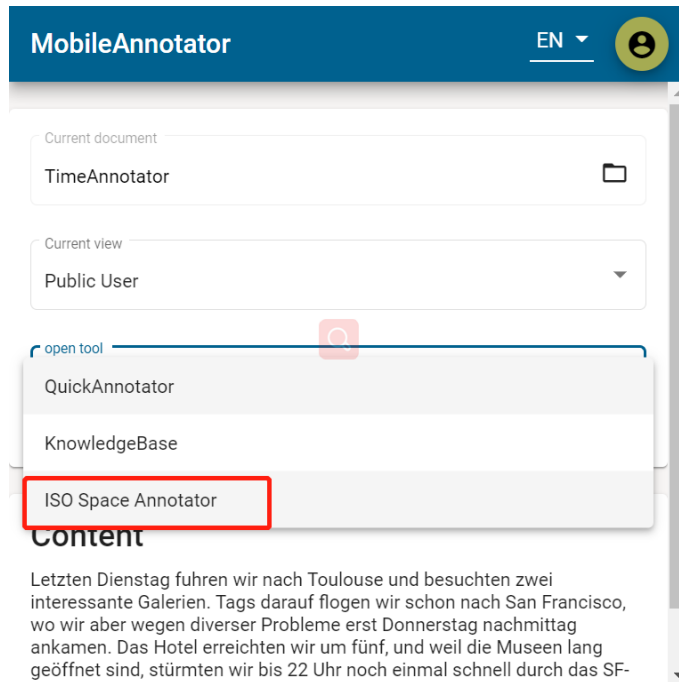 MobileAnnotator
EN
Current document
TimeAnnotator
Current view
Public User
open tool
QuickAnnotator
KnowledgeBase
ISO Space Annotator
Content
Letzten Dienstag fuhren wir nach Toulouse und besuchten zwei
interessante Galerien. Tags darauf flogen wir schon nach San Francisco,
wo wir aber wegen diverser Probleme erst Donnerstag nachmittag
ankamen. Das Hotel erreichten wir um fünf, und weil die Museen lang
geöffnet sind, stürmten wir bis 22 Uhr noch einmal schnell durch das SF-